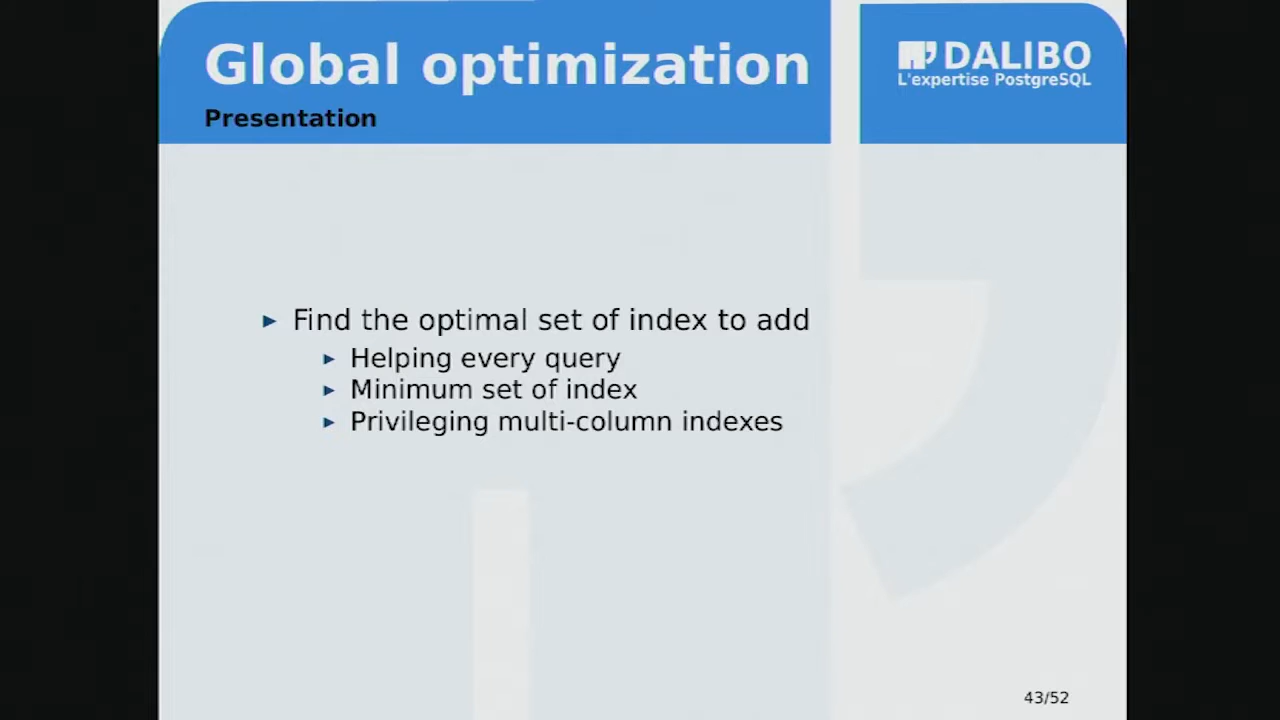 Global optimization
Presentation
DALIBO
L'expertise PostgreSQL
► Find the optimal set of index to add
► Helping every query
► Minimum set of index
► Privileging multi-column indexes
43/52